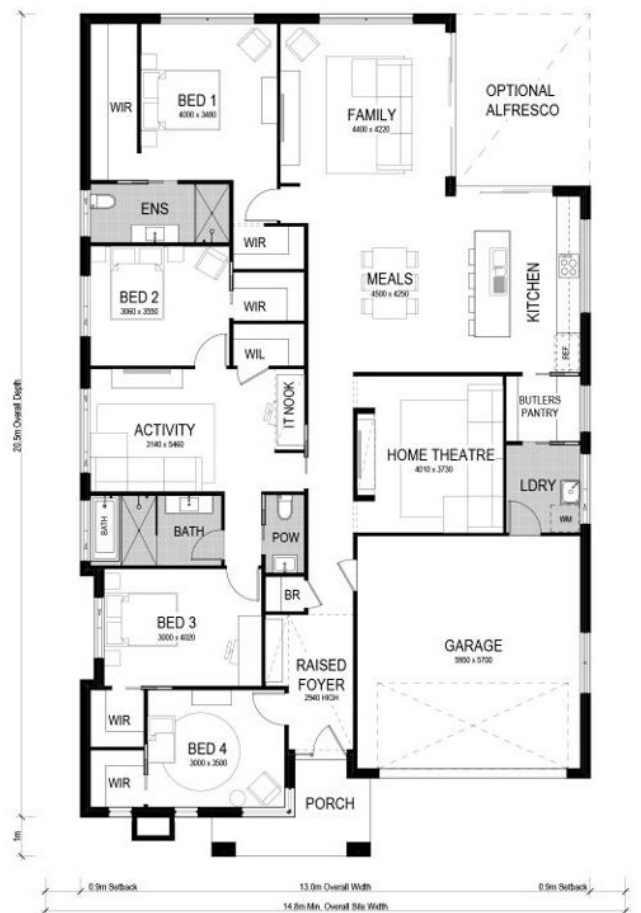 WIR
BED 1
4000 x 3480
FAMILY
4400 x 4220
OPTIONAL
ALFRESCO
ENS
WIR
BED 2
3060 x 3550
WIR
MEALS
4500 x 4250
KITCHEN
REF.
WIL
IT NOOK
BUTLERS
PANTRY
ACTIVITY
3140 x 5460
HOME THEATRE
4010 x 3730
LDRY
WM
BATH
BATH
POW
BR
BED 3
3000 x 4020
GARAGE
5950 x 5700
RAISED
FOYER
2940 HIGH
WIR
BED 4
3000 x 3500
WIR
PORCH
20.5m Overall Depth
1m
0.9m Setback
13.0m Overall Width
0.9m Setback
14.8m Min. Overall Site Width